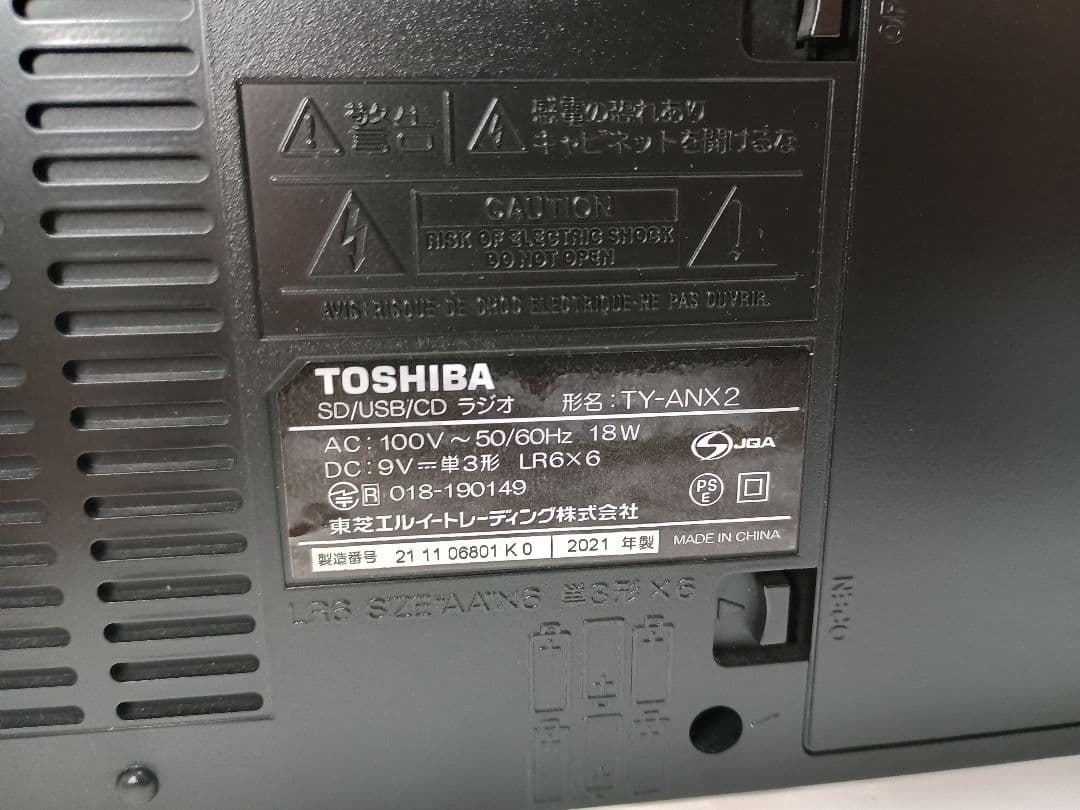 警告
感電の恐れあり
キャビネットを開けるな
CAUTION
RISK OF ELECTRIC SHOCK
DO NOT OPEN
AVIS: RISQUE DE CHOC ELECTRIQUE-NE PAS OUVRIR.
TOSHIBA
SD/USB/CD ラジオ 形名:TY-ANX2
AC:100V～50/60Hz 18W
DC:9V⎓単3形 LR6×6
JQA
R 018-190149
PS
E
東芝エルイートレーディング株式会社
製造番号 21 11 06801 K 0 2021 年製 MADE IN CHINA
LR6 SIZE"AA"X6 単3形X6
OPEN